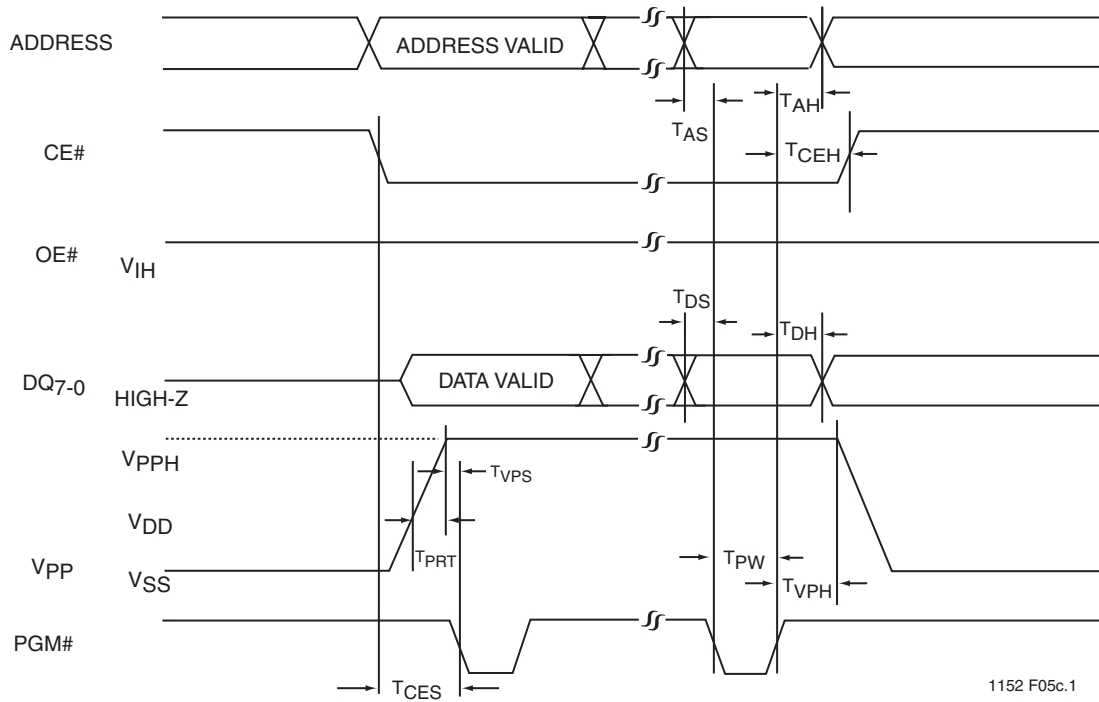 ADDRESS
ADDRESS VALID
TAH
TAS
CE#
TCEH
OE#
VIH
TDS
TDH
DQ7-0
DATA VALID
HIGH-Z
VPPH
TVPS
VDD
TPRT
TPW
VPP
VSS
TVPH
PGM#
TCES
1152 F05c.1